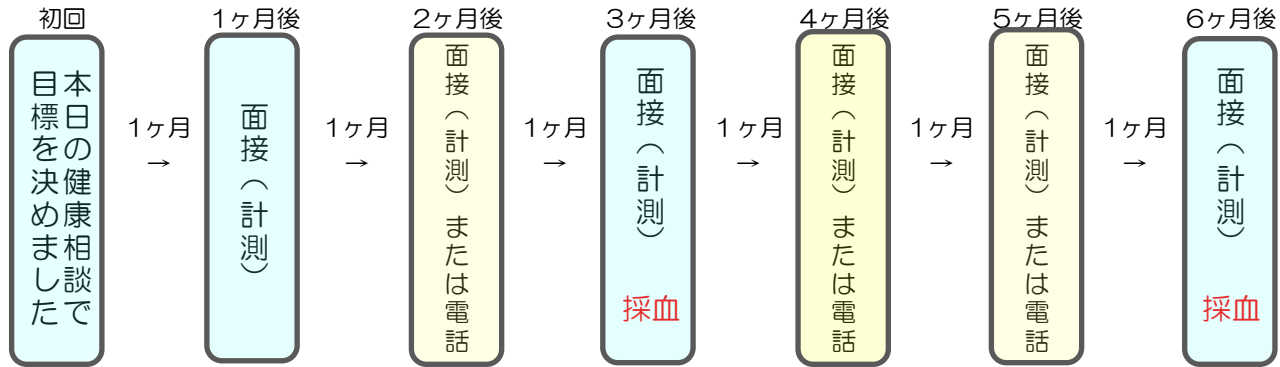 初回
本日の健康相談で
目標を決めました
1ヶ月
→
1ヶ月後
面接（計測）
1ヶ月
→
2ヶ月後
面接（計測）または電話
1ヶ月
→
3ヶ月後
面接（計測）
採血
1ヶ月
→
4ヶ月後
面接（計測）または電話
1ヶ月
→
5ヶ月後
面接（計測）または電話
1ヶ月
→
6ヶ月後
面接（計測）
採血